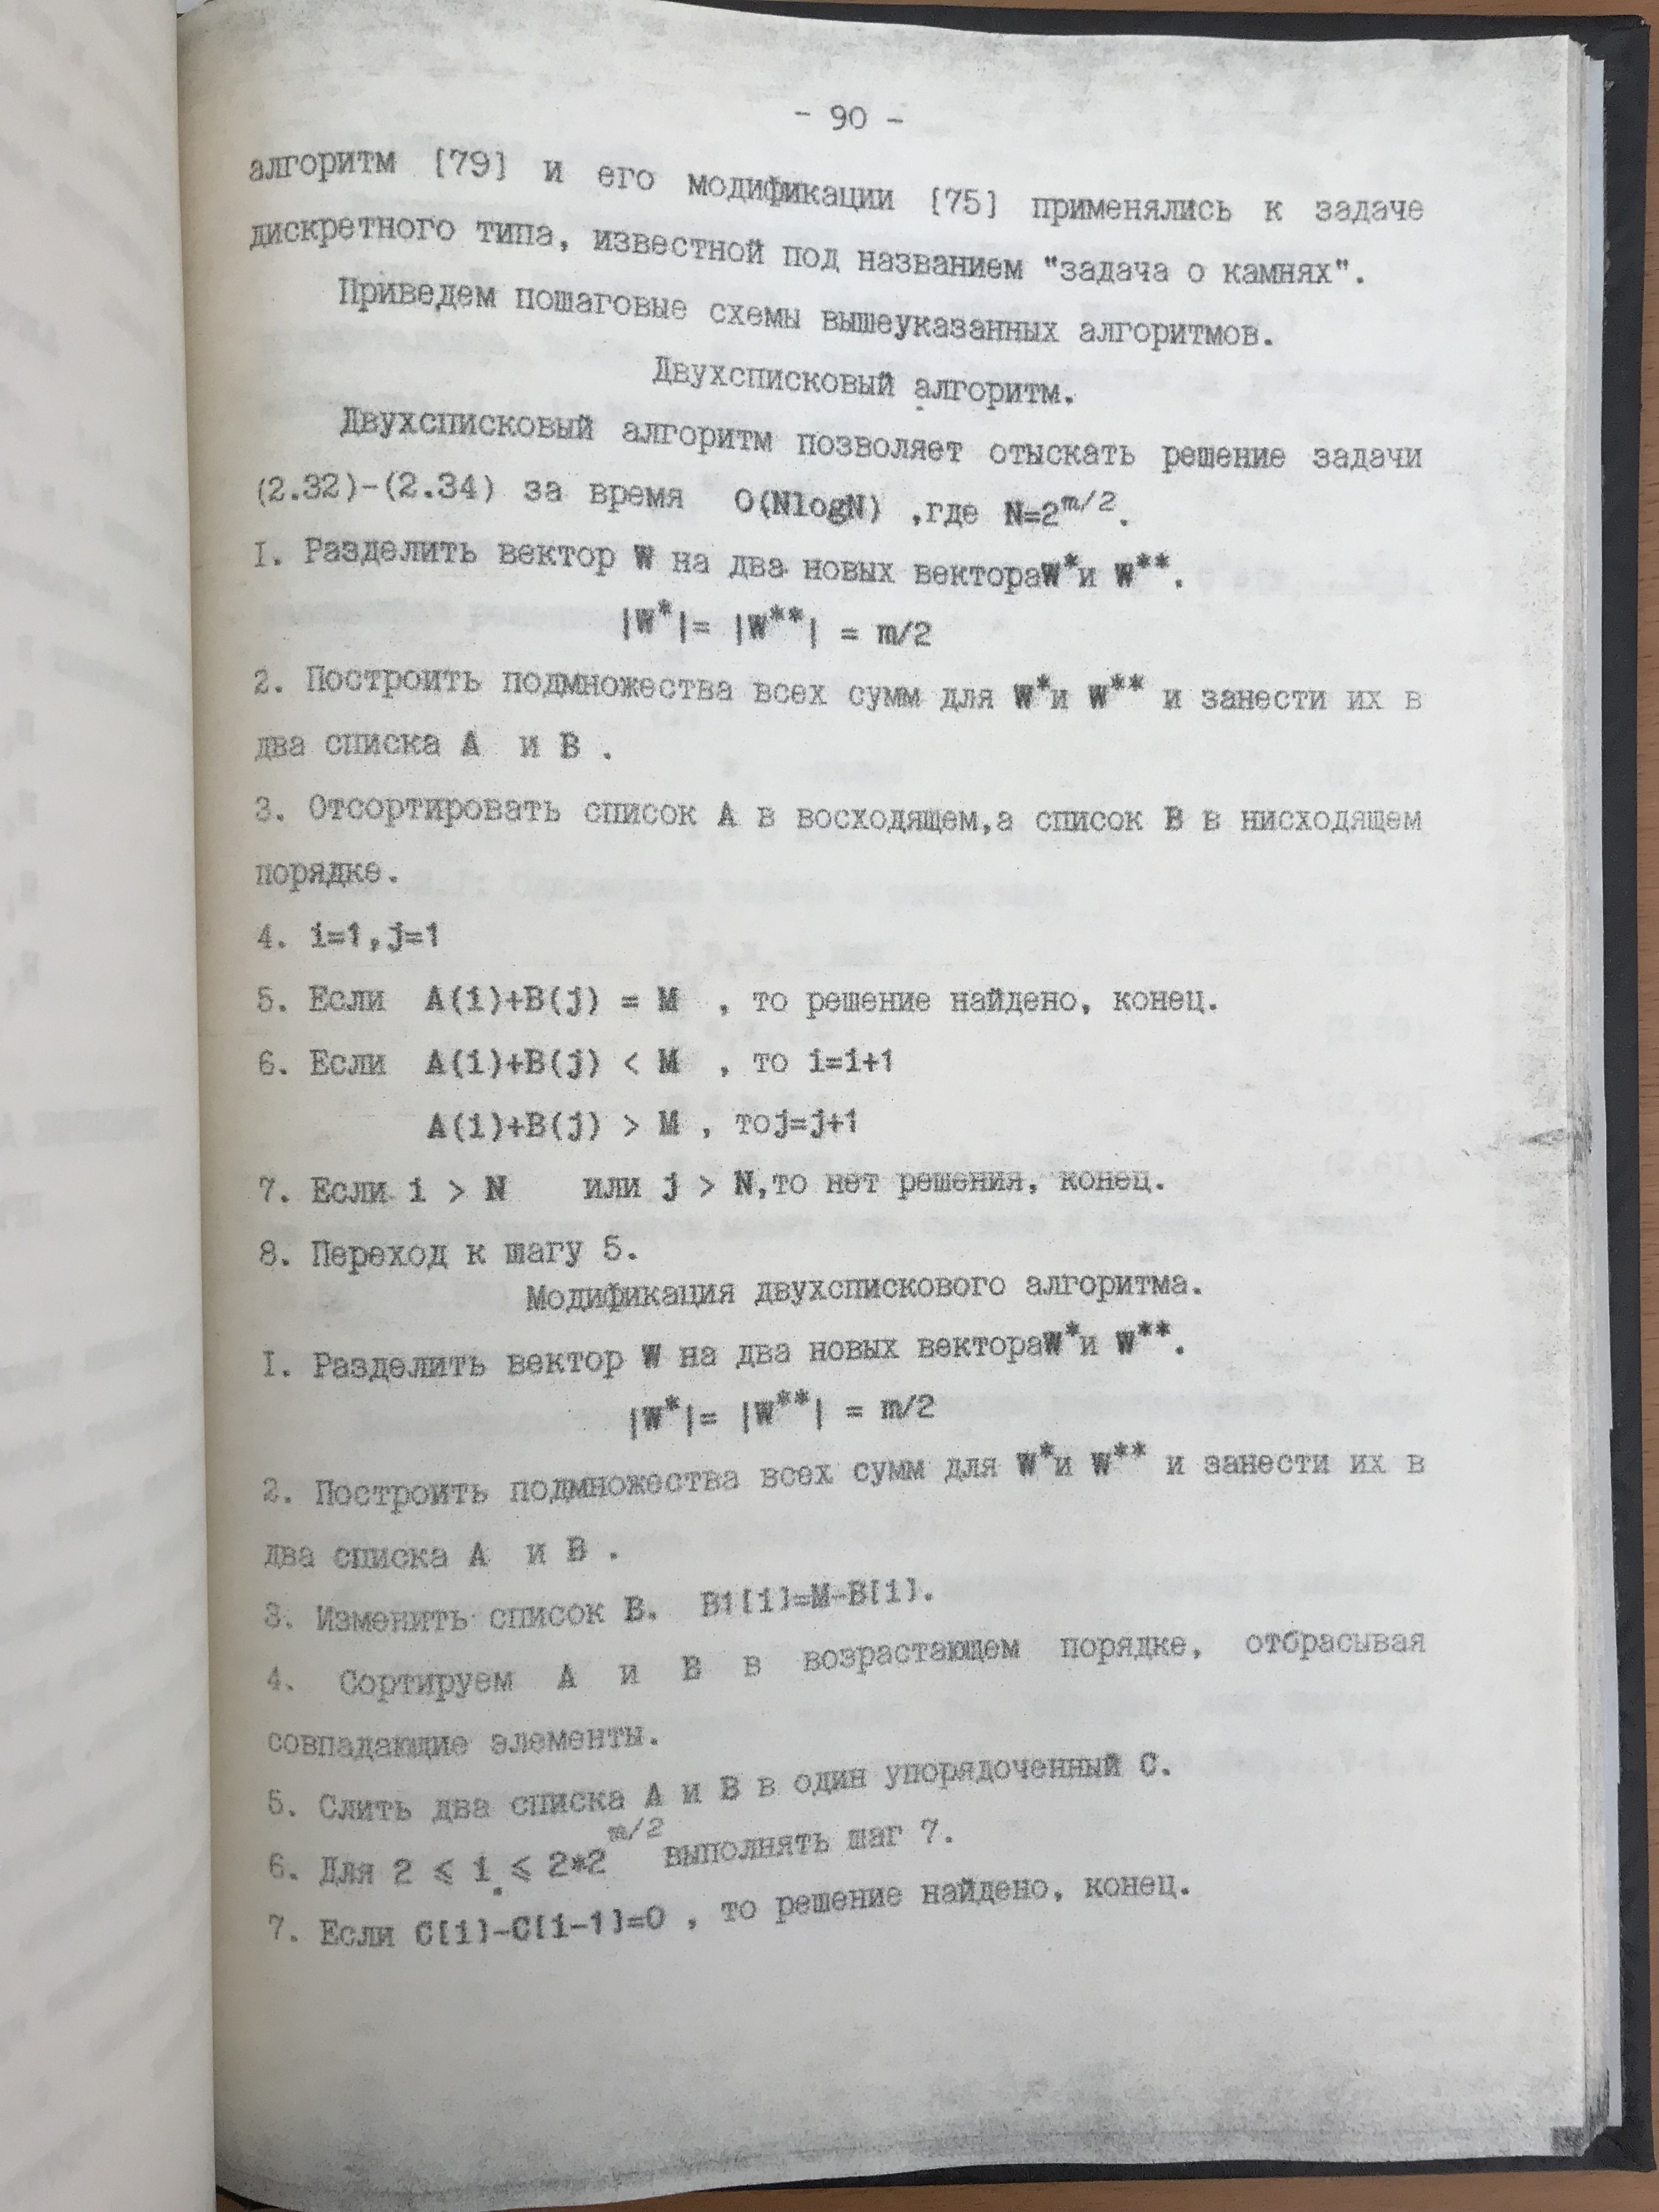 - 90 -
алгоритм [79] и его модификации [75] применялись к задаче
дискретного типа, известной под названием "задача о камнях".
Приведем пошаговые схемы вышеуказанных алгоритмов.
Двухсписковый алгоритм.
Двухсписковый алгоритм позволяет отыскать решение задачи
(2.32)-(2.34) за время O(NlogN) ,где N=2^m/2.
I. Разделить вектор W на два новых вектораW*и W**.
|W*|= |W**| = m/2
2. Построить подмножества всех сумм для W*и W** и занести их в
два списка A и B .
3. Отсортировать список A в восходящем,а список B в нисходящем
порядке.
4. i=1,j=1
5. Если A(i)+B(j) = M , то решение найдено, конец.
6. Если A(i)+B(j) < M , то i=i+1
A(i)+B(j) > M , тоj=j+1
7. Если i > N или j > N,то нет решения, конец.
8. Переход к шагу 5.
Модификация двухспискового алгоритма.
I. Разделить вектор W на два новых вектораW*и W**.
|W*|= |W**| = m/2
2. Построить подмножества всех сумм для W*и W** и занести их в
два списка A и B .
3. Изменить список B. B1[i]=M-B[i].
4. Сортируем A и B в возрастающем порядке, отбрасывая
совпадающие элементы.
5. Слить два списка A и B в один упорядоченный C.
6. Для 2 ⩽ i ⩽ 2*2^m/2 выполнять шаг 7.
7. Если C[i]-C[i-1]=0 , то решение найдено, конец.